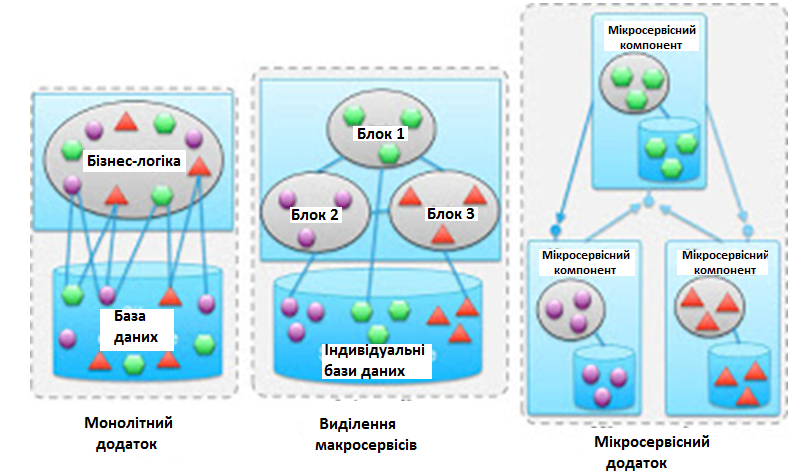 Бізнес-логіка
База
даних
Монолітний
додаток
Блок 1
Блок 2
Блок 3
Індивідуальні
бази даних
Виділення
макросервісів
Мікросервісний
компонент
Мікросервісний
компонент
Мікросервісний
компонент
Мікросервісний
додаток